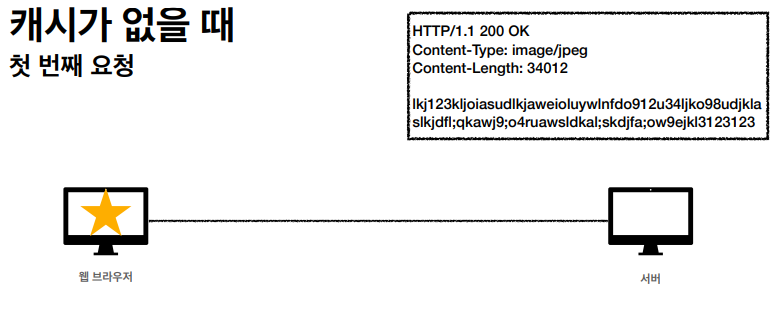 캐시가 없을 때
첫 번째 요청
HTTP/1.1 200 OK
Content-Type: image/jpeg
Content-Length: 34012
lkj123kljoiasudlkjaweioluywlnfdo912u34ljko98udjkla
slkjdfl;qkawj9;o4ruawsldkal;skdjfa;ow9ejkl3123123
웹 브라우저
서버